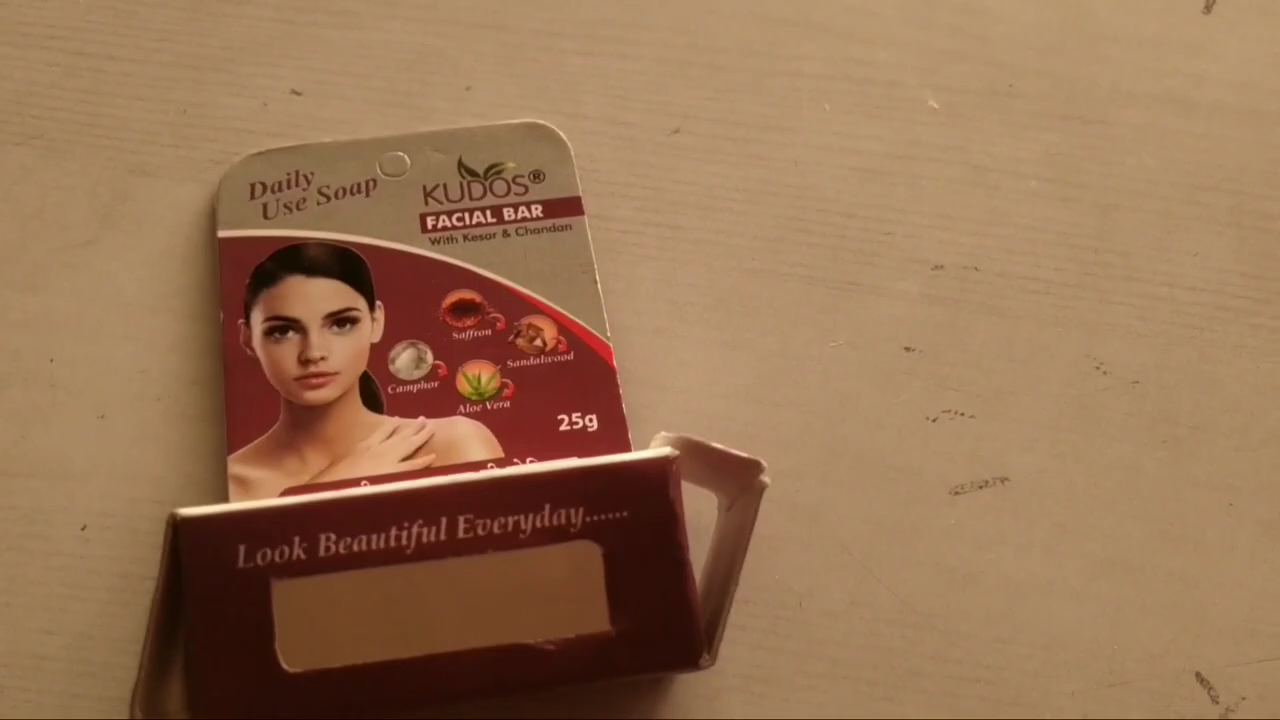 Daily
Use Soap
KUDOS®
FACIAL BAR
With Kesar & Chandan
Saffron
Sandalwood
Camphor
Aloe Vera
25g
Look Beautiful Everyday......